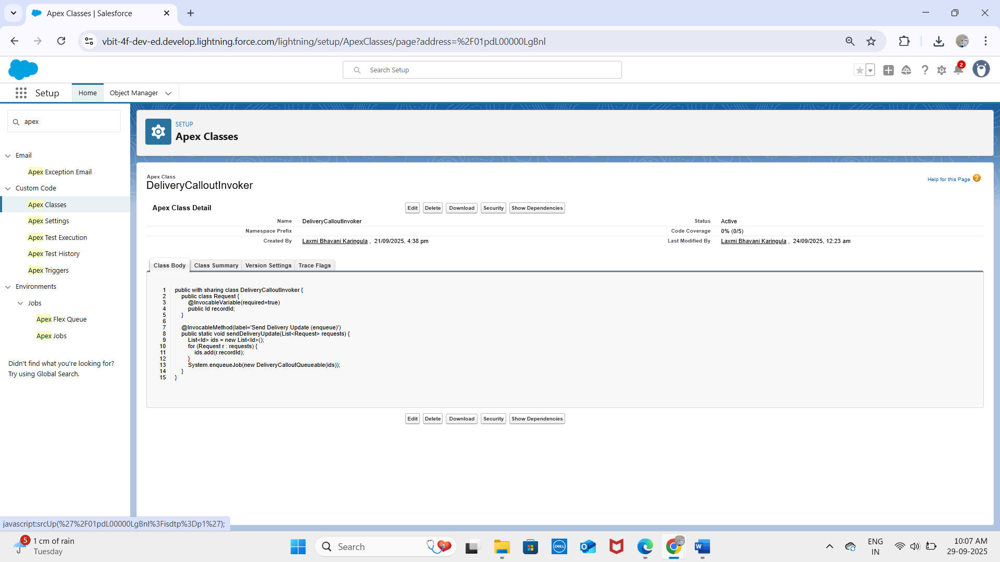 Apex Classes | Salesforce
vbit-4f-dev-ed.develop.lightning.force.com/lightning/setup/ApexClasses/page?address=%2F01pdL00000LgBnl
Search Setup
2
Setup
Home
Object Manager
apex
Email
Apex Exception Email
Custom Code
Apex Classes
Apex Settings
Apex Test Execution
Apex Test History
Apex Triggers
Environments
Jobs
Apex Flex Queue
Apex Jobs
Didn't find what you're looking for?
Try using Global Search.
SETUP
Apex Classes
Apex Class
DeliveryCalloutInvoker
Help for this Page
Apex Class Detail
Edit Delete Download Security Show Dependencies
Name DeliveryCalloutInvoker Status Active
Namespace Prefix Code Coverage 0% (0/5)
Created By Laxmi Bhavani Karingula , 21/09/2025, 4:38 pm Last Modified By Laxmi Bhavani Karingula , 24/09/2025, 12:23 am
Class Body Class Summary Version Settings Trace Flags
1 public with sharing class DeliveryCalloutInvoker {
2 public class Request {
3 @InvocableVariable(required=true)
4 public Id recordId;
5 }
6
7 @InvocableMethod(label='Send Delivery Update (enqueue)')
8 public static void sendDeliveryUpdate(List<Request> requests) {
9 List<Id> ids = new List<Id>();
10 for (Request r : requests) {
11 ids.add(r.recordId);
12 }
13 System.enqueueJob(new DeliveryCalloutQueueable(ids));
14 }
15 }
Edit Delete Download Security Show Dependencies
javascript:srcUp(%27%2F01pdL00000LgBnl%3Fisdtp%3Dp1%27);
5
1 cm of rain
Tuesday
Search
DELL
ENG
IN
10:07 AM
29-09-2025